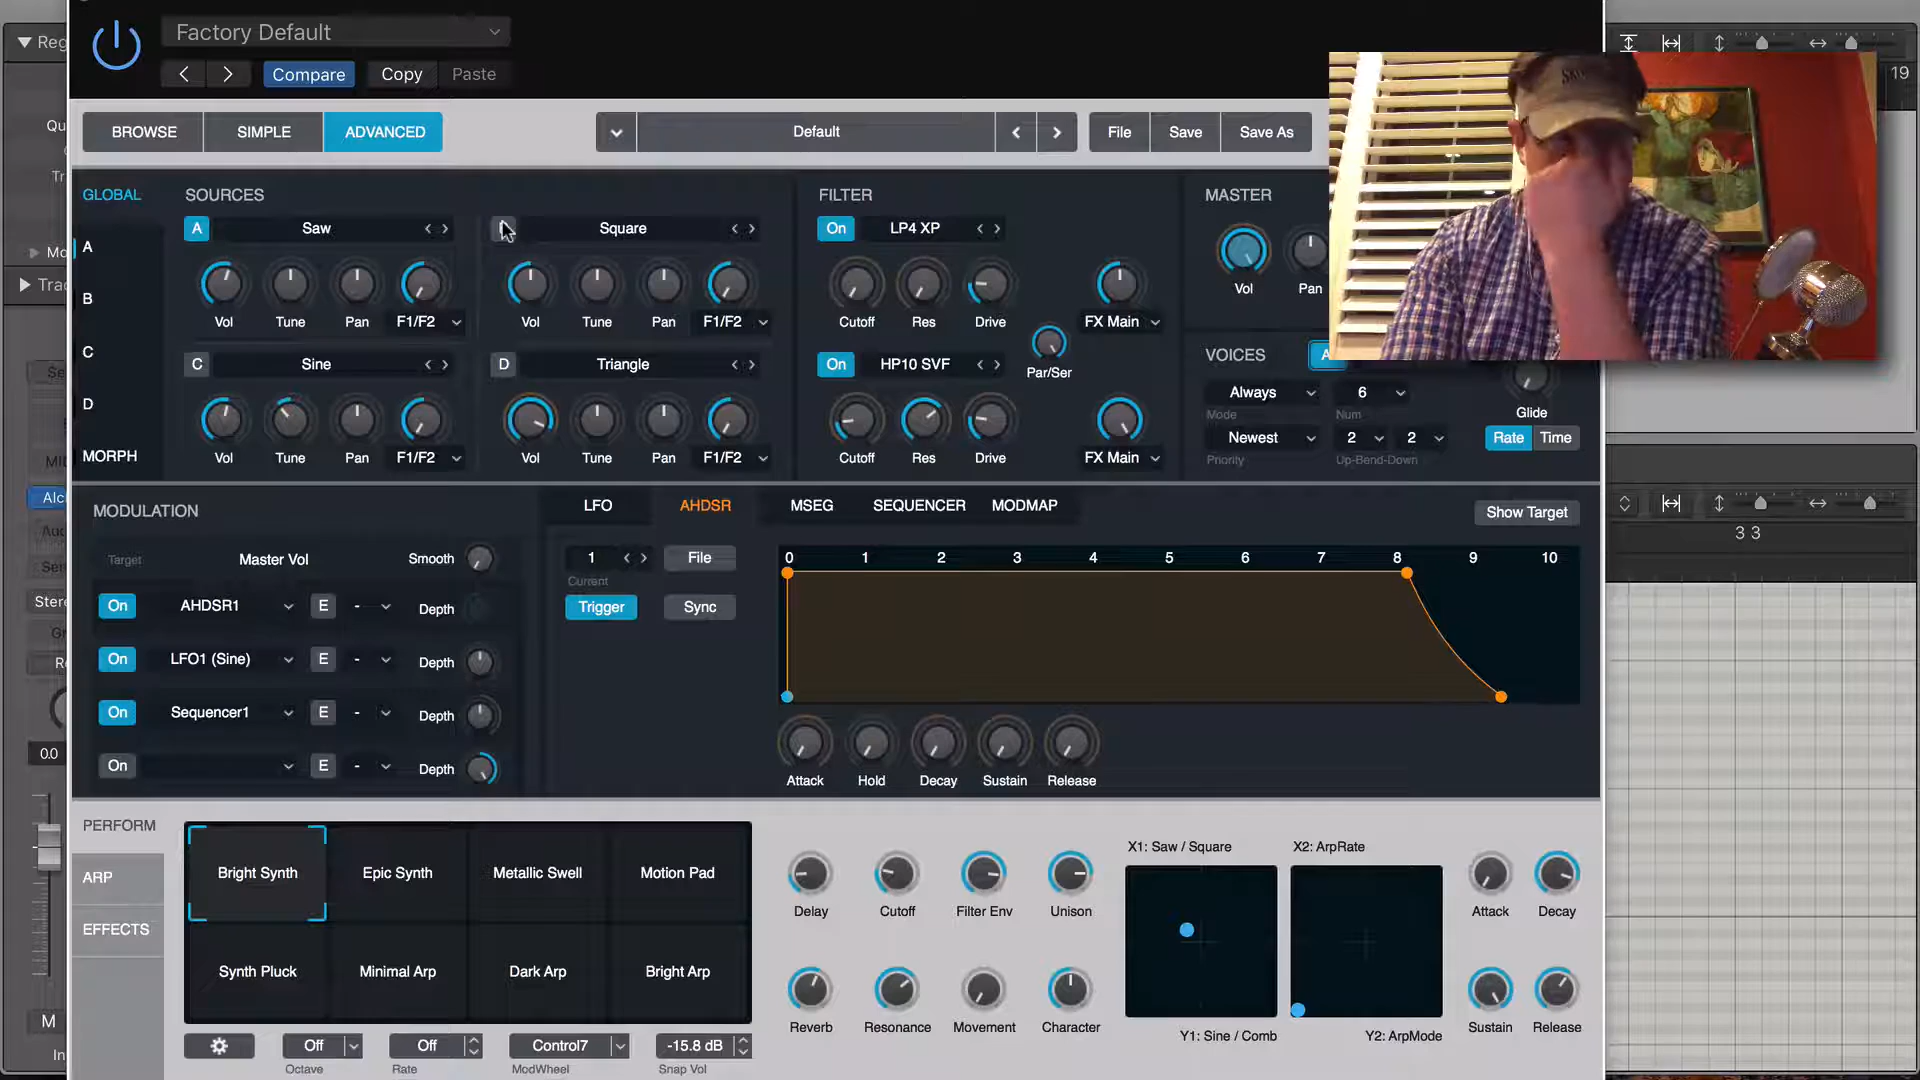 Factory Default
Compare Copy Paste
BROWSE SIMPLE ADVANCED Default File Save Save As
Reg
19
Qu
Mo
Trac
GLOBAL SOURCES FILTER MASTER
A
B
C
D
MORPH
A Saw Square
Vol Tune Pan F1/F2 Vol Tune Pan F1/F2
C Sine D Triangle
Vol Tune Pan F1/F2 Vol Tune Pan F1/F2
On LP4 XP
Cutoff Res Drive FX Main
On HP10 SVF Par/Ser
Cutoff Res Drive FX Main
Vol Pan
VOICES
Always 6
Mode Num
Newest 2 2
Priority Up-Bend-Down
Glide
Rate Time
MODULATION LFO AHDSR MSEG SEQUENCER MODMAP Show Target
Target Master Vol Smooth
On AHDSR1 E - Depth
On LFO1 (Sine) E - Depth
On Sequencer1 E - Depth
On E - Depth
1 File
Current
Trigger Sync
0 1 2 3 4 5 6 7 8 9 10
Attack Hold Decay Sustain Release
3 3
Alc
Stere
0.0
M
PERFORM
ARP
EFFECTS
Bright Synth Epic Synth Metallic Swell Motion Pad
Synth Pluck Minimal Arp Dark Arp Bright Arp
Off Off Control7 -15.8 dB
Octave Rate ModWheel Snap Vol
Delay Cutoff Filter Env Unison
Reverb Resonance Movement Character
X1: Saw / Square X2: ArpRate
Y1: Sine / Comb Y2: ArpMode
Attack Decay
Sustain Release